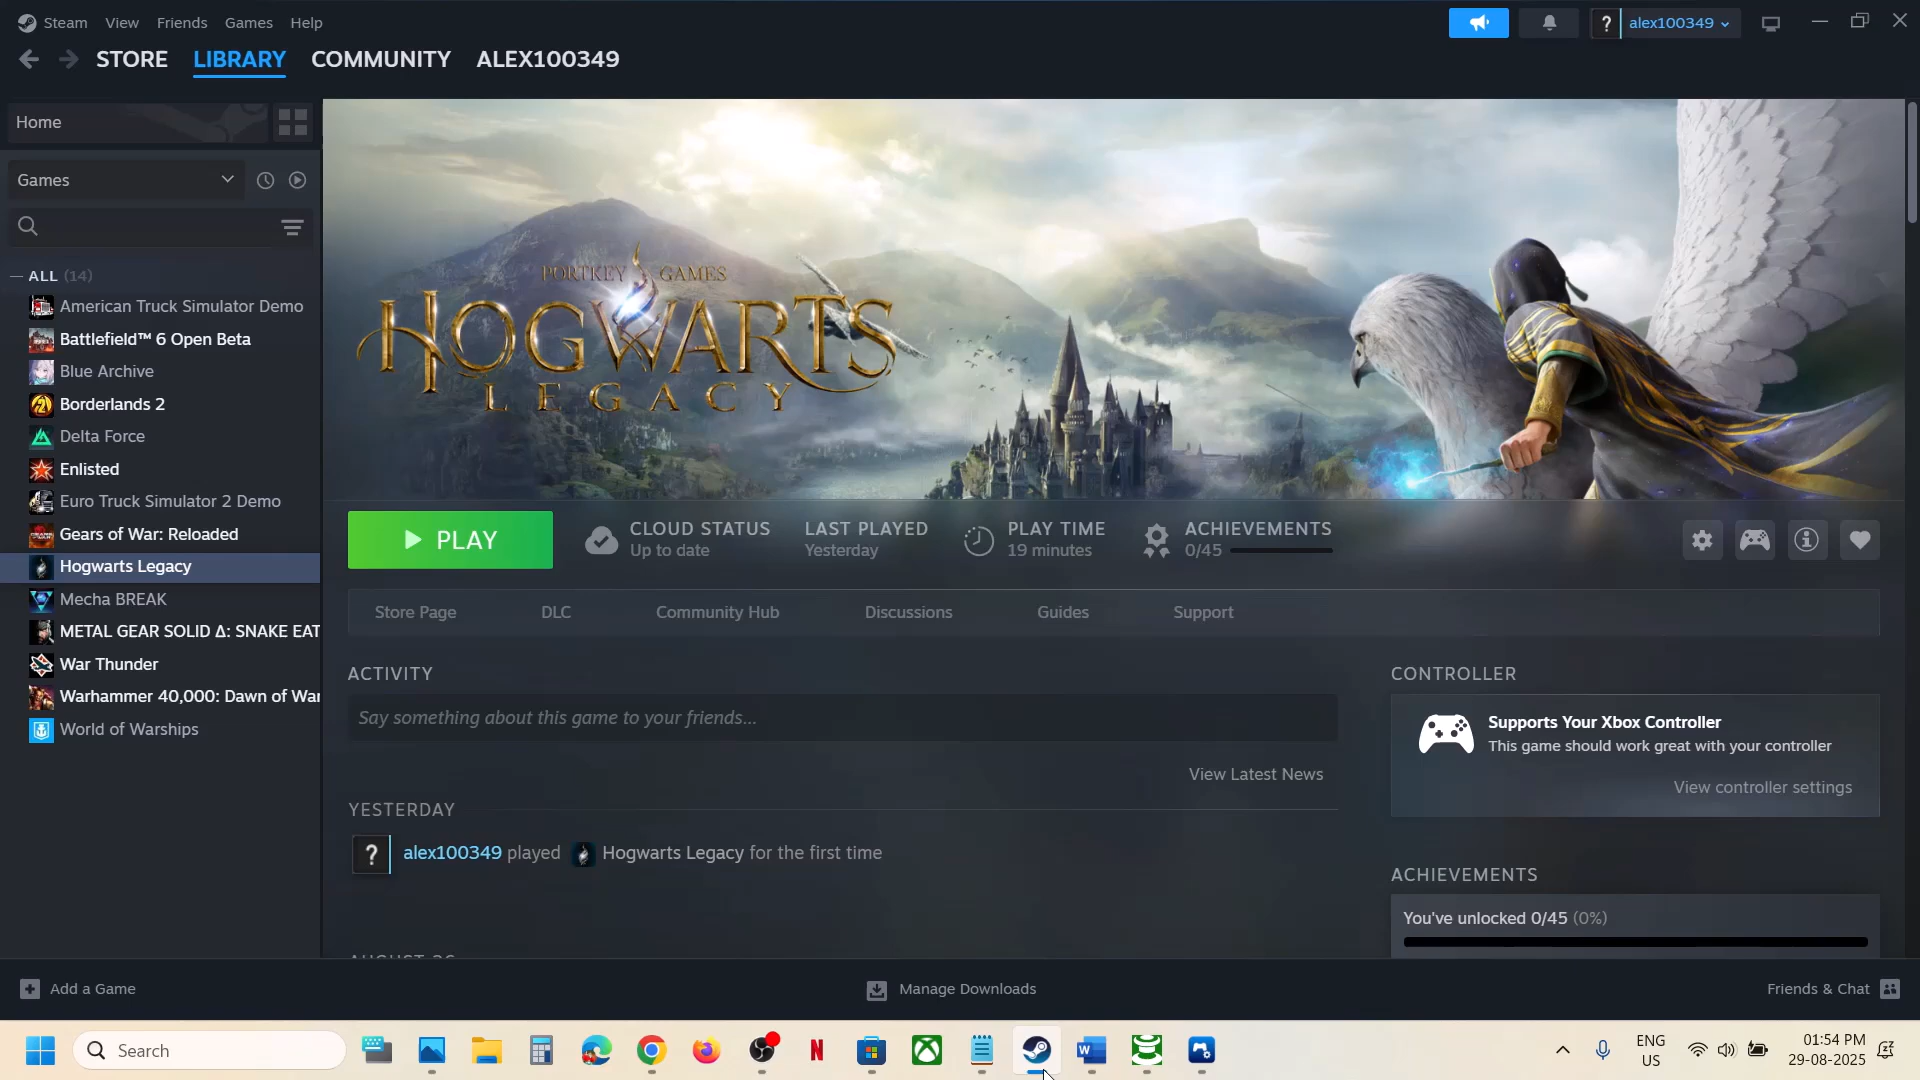 Steam View Friends Games Help
alex100349
STORE LIBRARY COMMUNITY ALEX100349
Home
Games
ALL (14)
American Truck Simulator Demo
Battlefield™ 6 Open Beta
Blue Archive
Borderlands 2
Delta Force
Enlisted
Euro Truck Simulator 2 Demo
Gears of War: Reloaded
Hogwarts Legacy
Mecha BREAK
METAL GEAR SOLID Δ: SNAKE EAT
War Thunder
Warhammer 40,000: Dawn of War
World of Warships
PORTKEY GAMES
HOGWARTS
LEGACY
PLAY
CLOUD STATUS
Up to date
LAST PLAYED
Yesterday
PLAY TIME
19 minutes
ACHIEVEMENTS
0/45
Store Page DLC Community Hub Discussions Guides Support
ACTIVITY
Say something about this game to your friends...
View Latest News
YESTERDAY
? alex100349 played Hogwarts Legacy for the first time
CONTROLLER
Supports Your Xbox Controller
This game should work great with your controller
View controller settings
ACHIEVEMENTS
You've unlocked 0/45 (0%)
Add a Game
Manage Downloads
Friends & Chat
Search
ENG
US
01:54 PM
29-08-2025